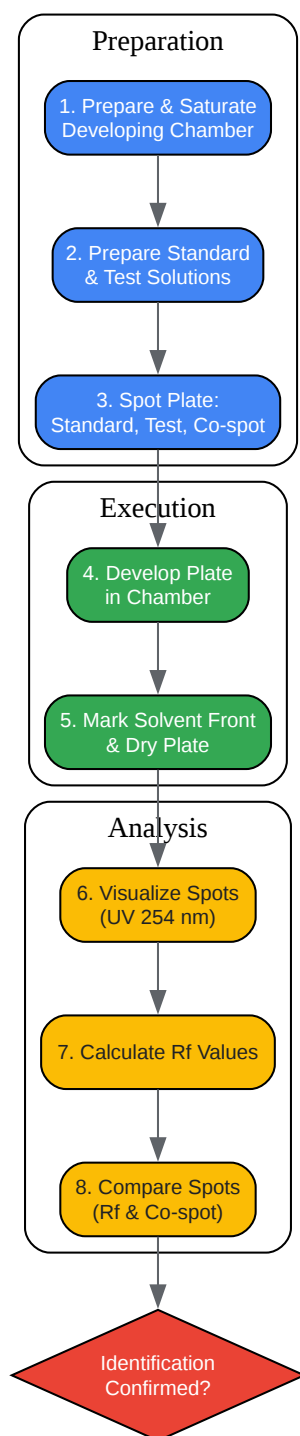 Preparation
1. Prepare & Saturate
Developing Chamber
2. Prepare Standard
& Test Solutions
3. Spot Plate:
Standard, Test, Co-spot
Execution
4. Develop Plate
in Chamber
5. Mark Solvent Front
& Dry Plate
Analysis
6. Visualize Spots
(UV 254 nm)
7. Calculate Rf Values
8. Compare Spots
(Rf & Co-spot)
Identification
Confirmed?